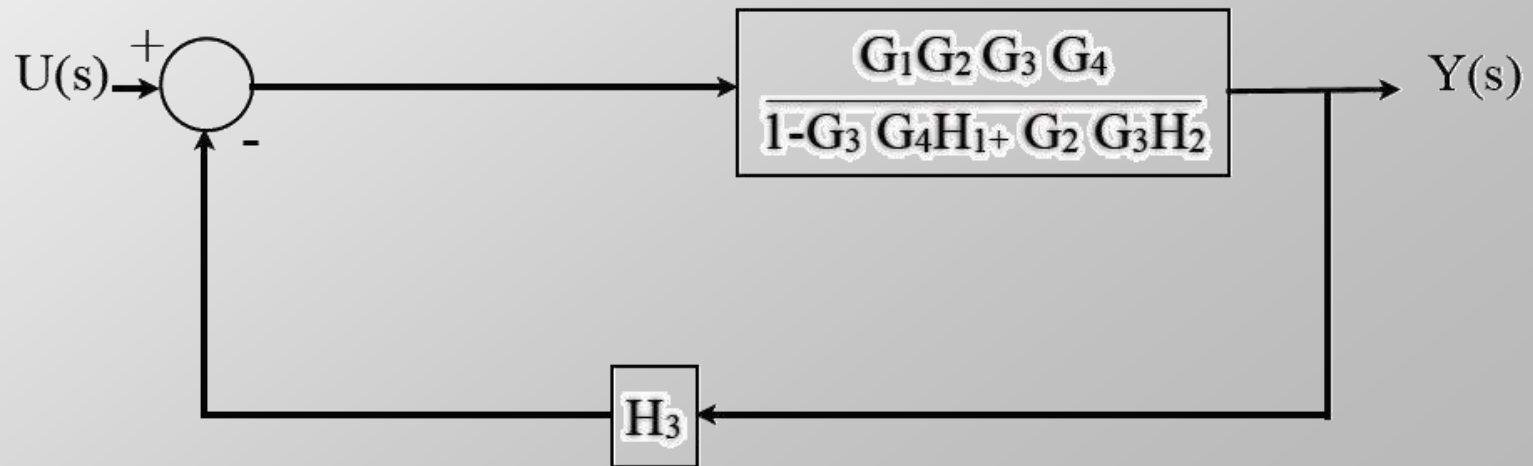 U(s) + - G₁G₂ G₃ G₄ Y(s)
1-G₃ G₄H₁+ G₂ G₃H₂
H₃